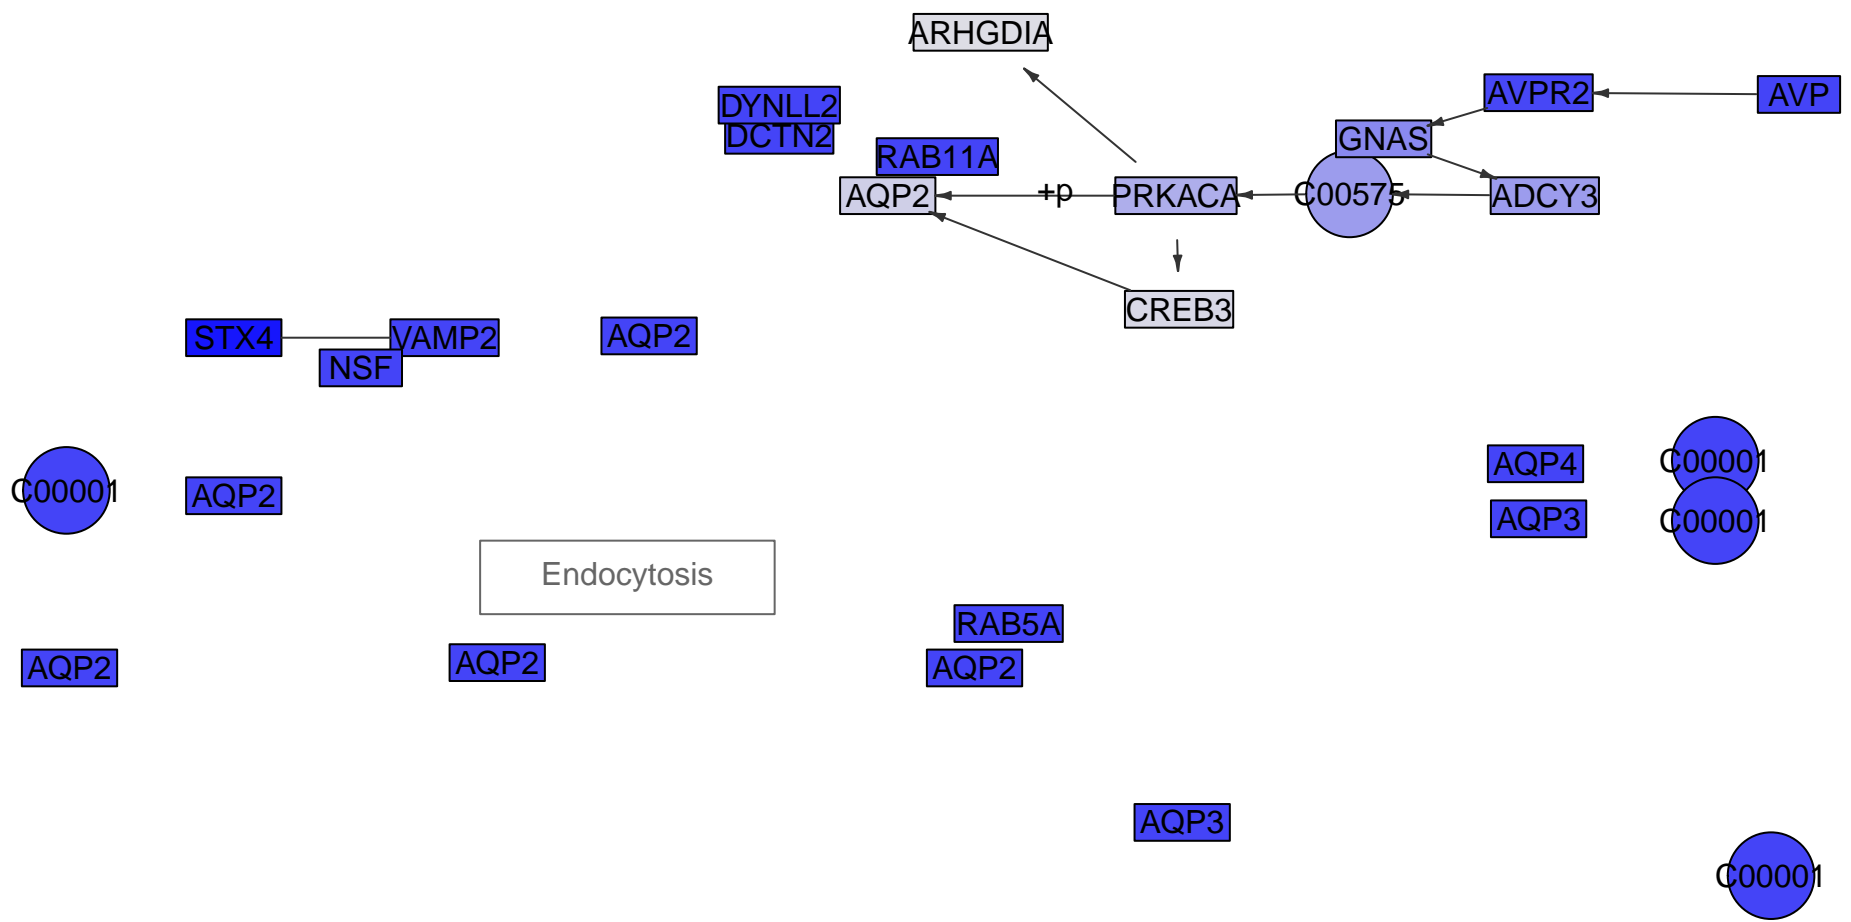 ARHGDIA
DYNLL2
AVPR2
AVP
DCTN2
GNAS
RAB11A
AQP2
+p
PRKACA
C00575
ADCY3
CREB3
STX4
VAMP2
AQP2
NSF
C00001
AQP2
AQP4
C00001
AQP3
C00001
Endocytosis
RAB5A
AQP2
AQP2
AQP2
AQP3
C00001